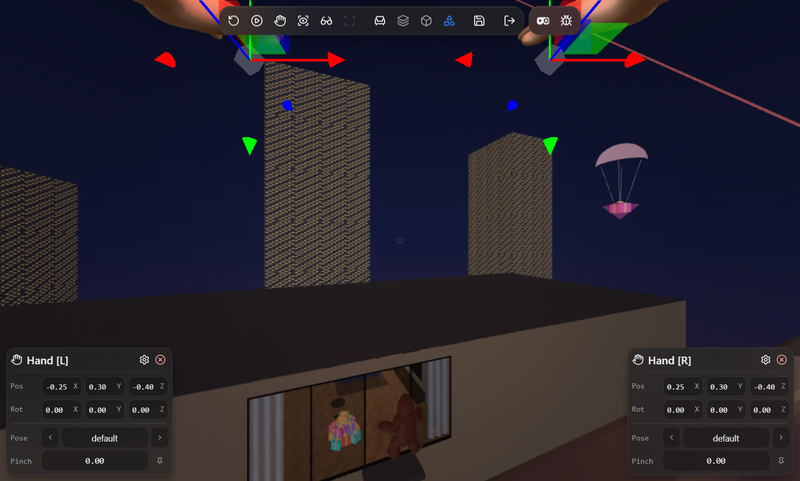 Hand [L]
Pos -0.25 X 0.30 Y -0.40 Z
Rot 0.00 X 0.00 Y 0.00 Z
Pose default
Pinch 0.00
Hand [R]
Pos 0.25 X 0.30 Y -0.40 Z
Rot 0.00 X 0.00 Y 0.00 Z
Pose default
Pinch 0.00